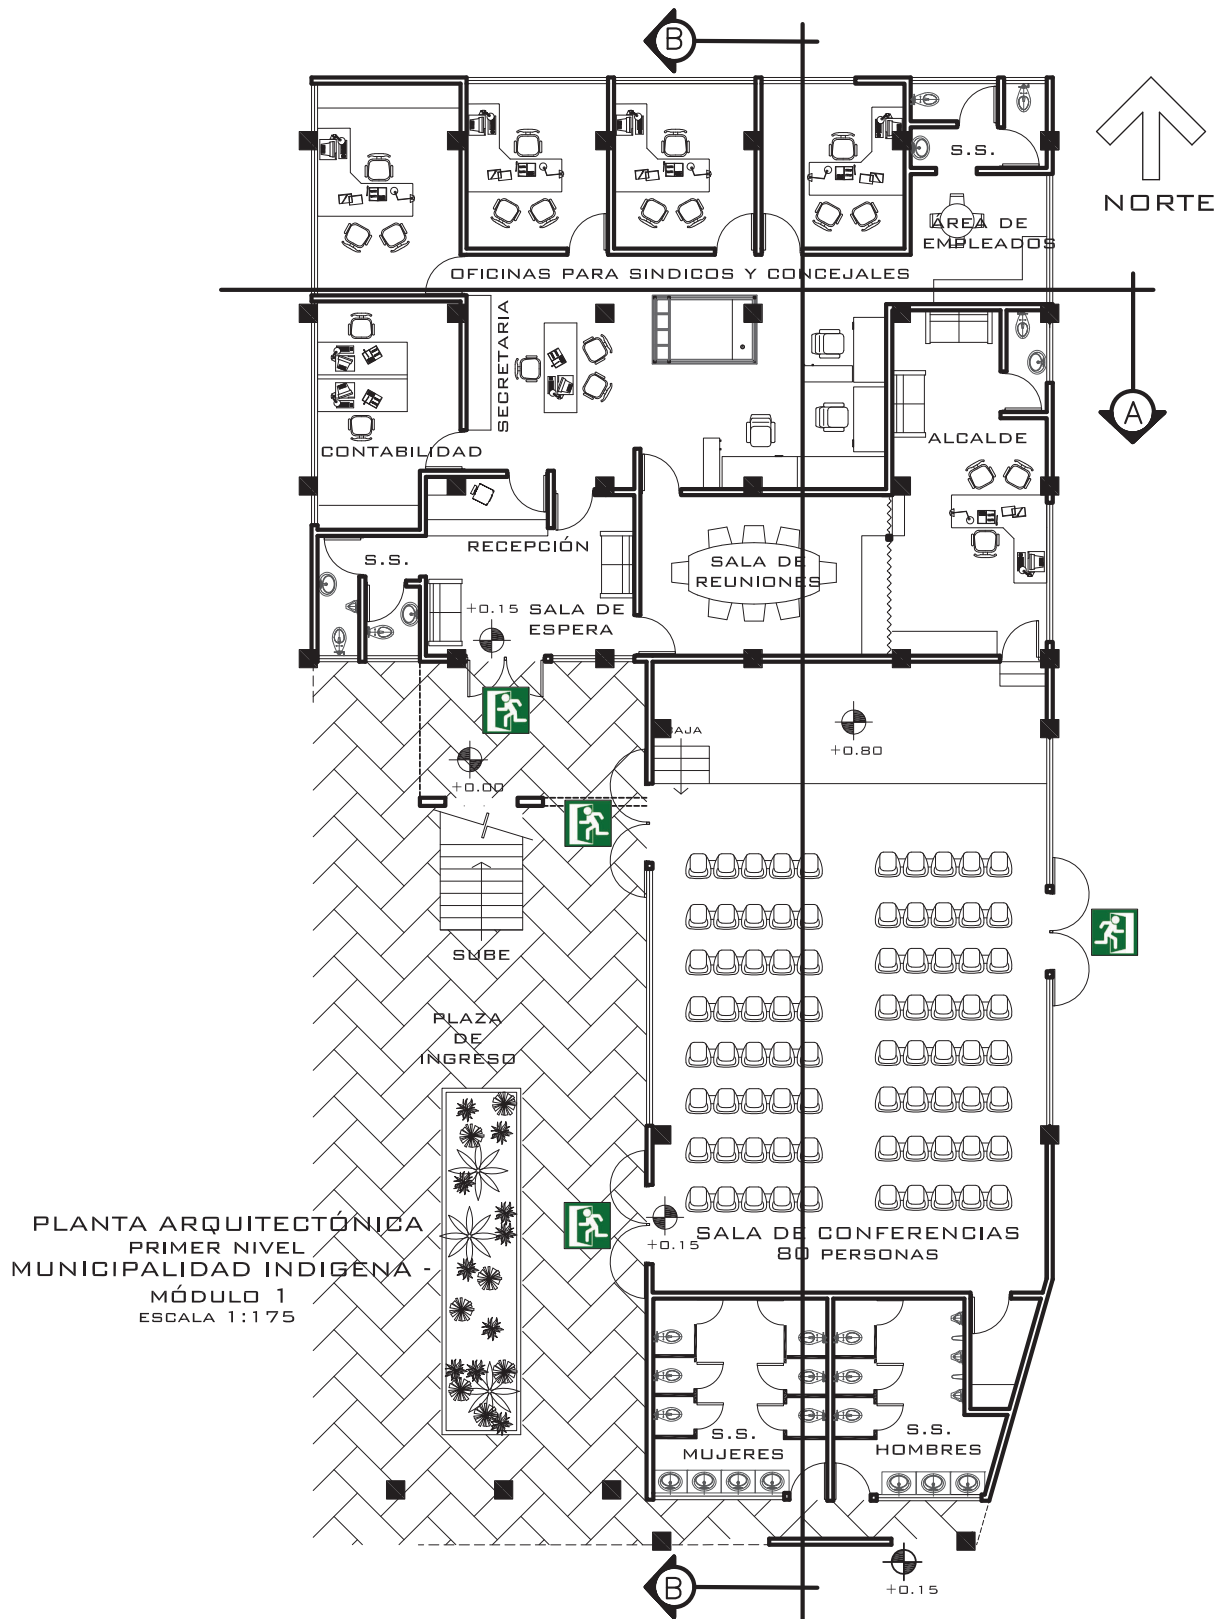 B
NORTE
S.S.
AREA DE
EMPLEADOS
OFICINAS PARA SINDICOS Y CONCEJALES
SECRETARIA
A
ALCALDE
CONTABILIDAD
RECEPCIÓN
S.S.
SALA DE
REUNIONES
+0.15
SALA DE
ESPERA
BAJA
+0.80
+0.00
SUBE
PLAZA
DE
INGRESO
PLANTA ARQUITECTÓNICA
PRIMER NIVEL
MUNICIPALIDAD INDIGENA -
MÓDULO 1
ESCALA 1:175
+0.15
SALA DE CONFERENCIAS
80 PERSONAS
S.S.
MUJERES
S.S.
HOMBRES
B
+0.15